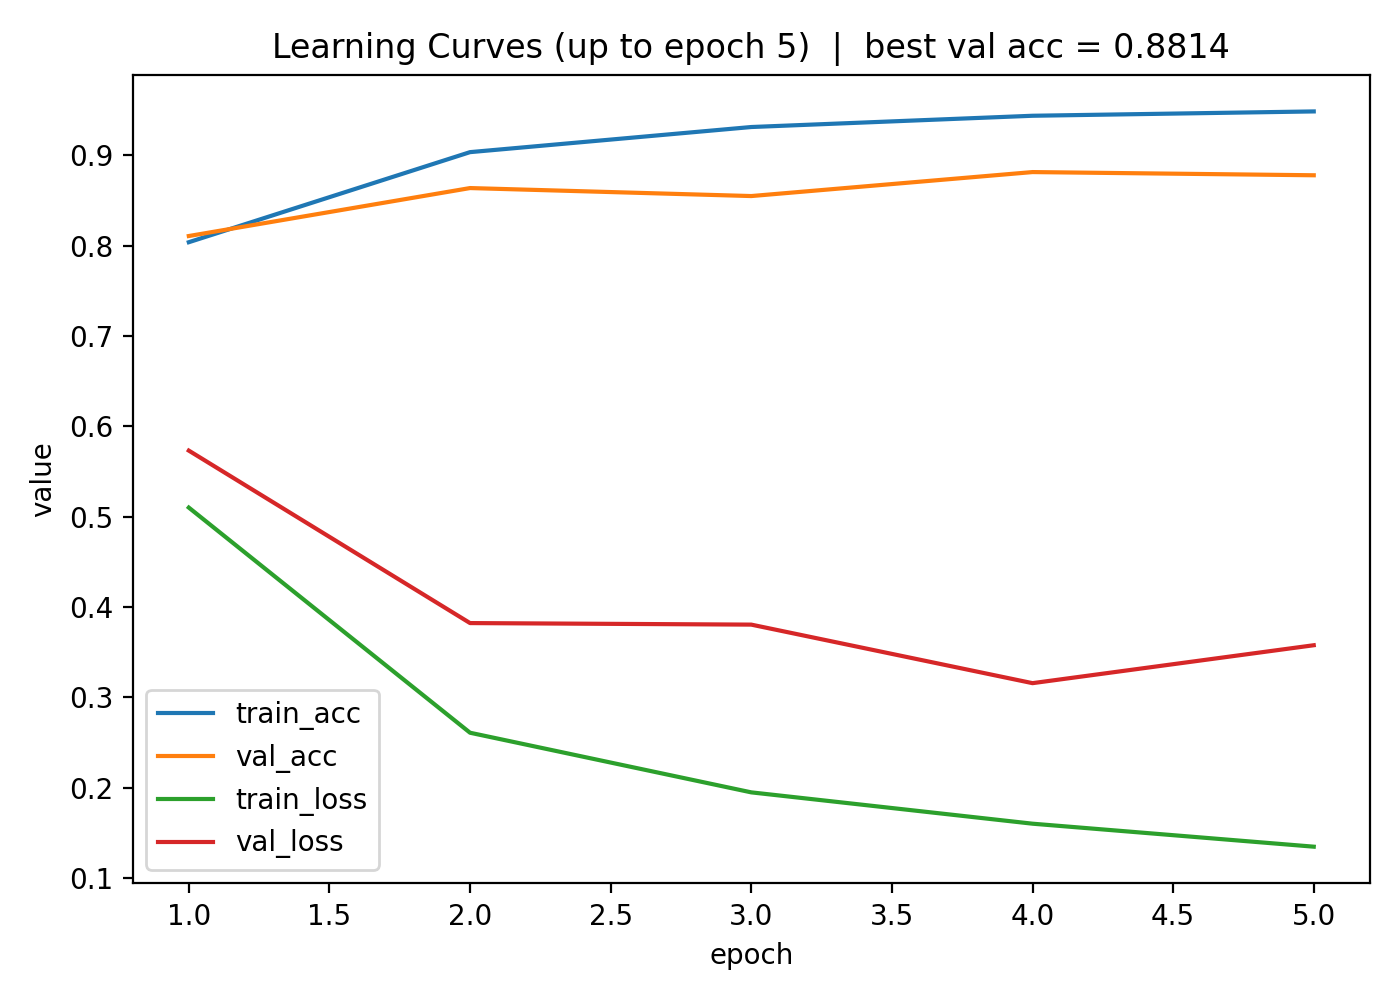 Learning Curves (up to epoch 5)  |  best val acc = 0.8814
0.9
0.8
0.7
0.6
0.5
0.4
0.3
0.2
0.1
value
train_acc
val_acc
train_loss
val_loss
1.0 1.5 2.0 2.5 3.0 3.5 4.0 4.5 5.0
epoch